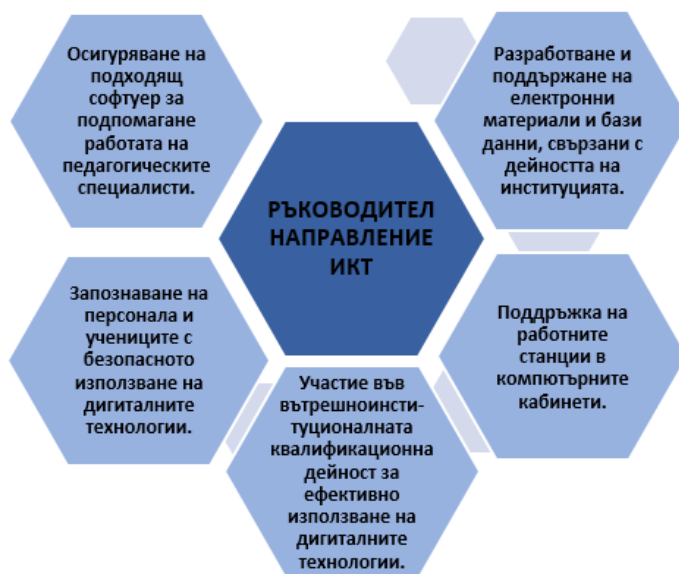 Осигуряване на
подходящ
софтуер за
подпомагане
работата на
педагогическите
специалисти.
Разработване и
поддържане на
електронни
материали и бази
данни, свързани с
дейността на
институцията.
РЪКОВОДИТЕЛ
НАПРАВЛЕНИЕ
ИКТ
Запознаване на
персонала и
учениците с
безопасното
използване на
дигиталните
технологии.
Поддръжка на
работните
станции в
компютърните
кабинети.
Участие във
вътрешноинсти-
туционалната
квалификационна
дейност за
ефективно
използване на
дигиталните
технологии.